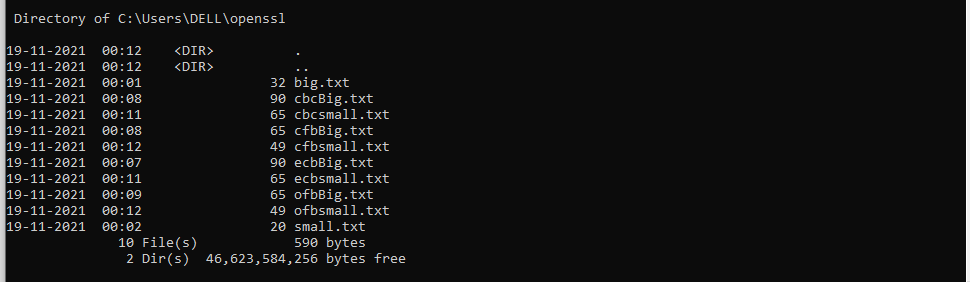 Directory of C:\Users\DELL\openssl
19-11-2021  00:12    <DIR>          .
19-11-2021  00:12    <DIR>          ..
19-11-2021  00:01                32 big.txt
19-11-2021  00:08                90 cbcBig.txt
19-11-2021  00:11                65 cbcsmall.txt
19-11-2021  00:08                65 cfbBig.txt
19-11-2021  00:12                49 cfbsmall.txt
19-11-2021  00:07                90 ecbBig.txt
19-11-2021  00:11                65 ecbsmall.txt
19-11-2021  00:09                65 ofbBig.txt
19-11-2021  00:12                49 ofbsmall.txt
19-11-2021  00:02                20 small.txt
10 File(s)            590 bytes
2 Dir(s)  46,623,584,256 bytes free